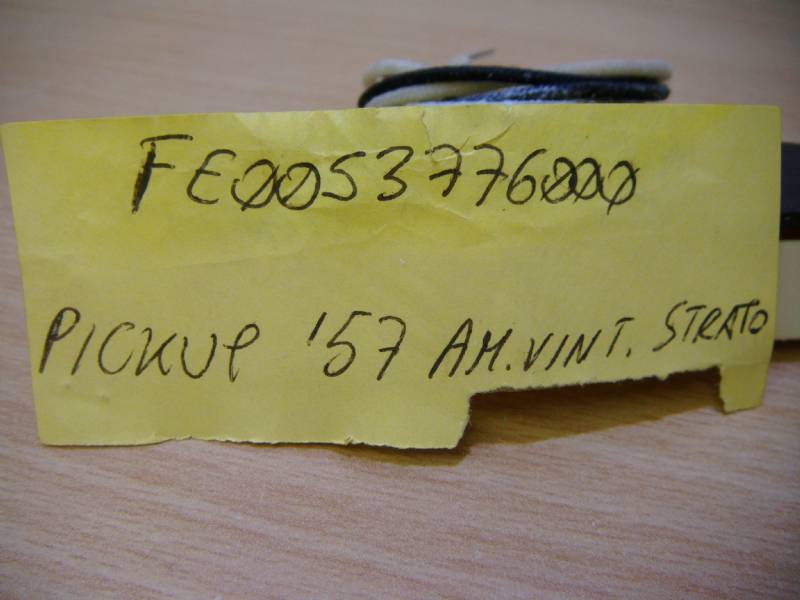 FE0053776000
PICKUP '57 AM.VINT. STRATO